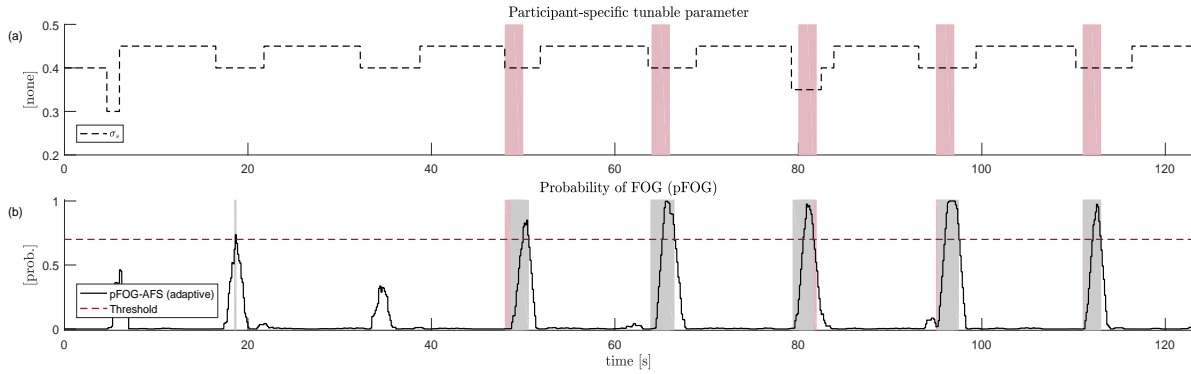 Participant-specific tunable parameter
(a)
0.5
0.4
0.3
0.2
[none]
σs
0 20 40 60 80 100 120
Probability of FOG (pFOG)
(b)
1
0.5
0
[prob.]
pFOG-AFS (adaptive)
Threshold
0 20 40 60 80 100 120
time [s]